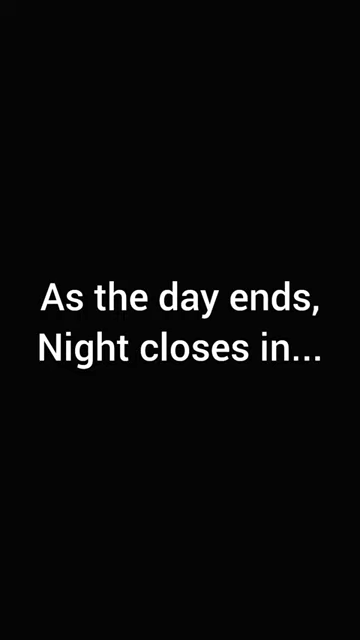 As the day ends,
Night closes in...